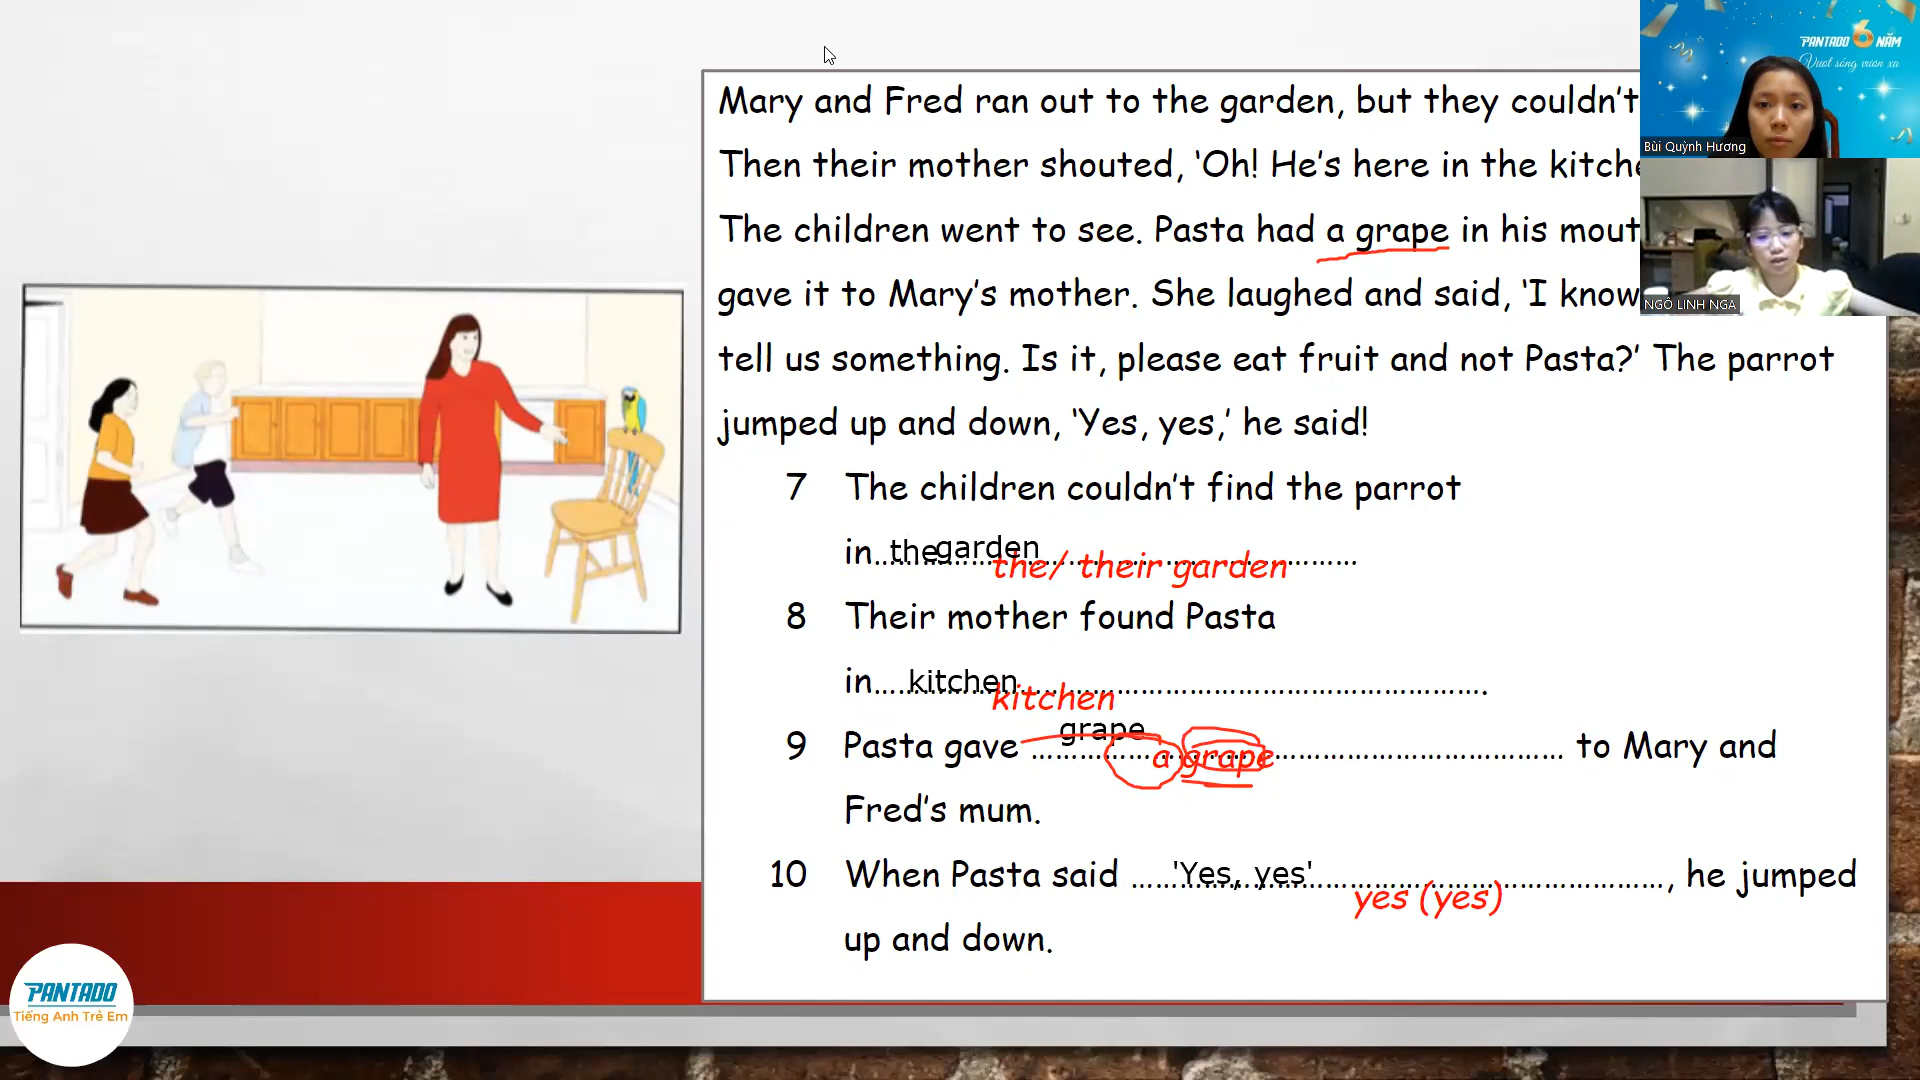 Mary and Fred ran out to the garden, but they couldn't
Then their mother shouted, 'Oh! He's here in the kitche
The children went to see. Pasta had a grape in his mout
gave it to Mary's mother. She laughed and said, 'I know
tell us something. Is it, please eat fruit and not Pasta?' The parrot
jumped up and down, 'Yes, yes,' he said!
7 The children couldn't find the parrot
in…the garden…………………………
the/ their garden
8 Their mother found Pasta
in…kitchen……………………………….
kitchen
grape
9 Pasta gave ……………………………… to Mary and
a grape
Fred's mum.
10 When Pasta said ……'Yes, yes'………………………, he jumped
yes (yes)
up and down.
PANTADO
Tiếng Anh Trẻ Em
PANTADO 6 NĂM
Vượt sóng vươn xa
Bùi Quỳnh Hương
NGÔ LINH NGA